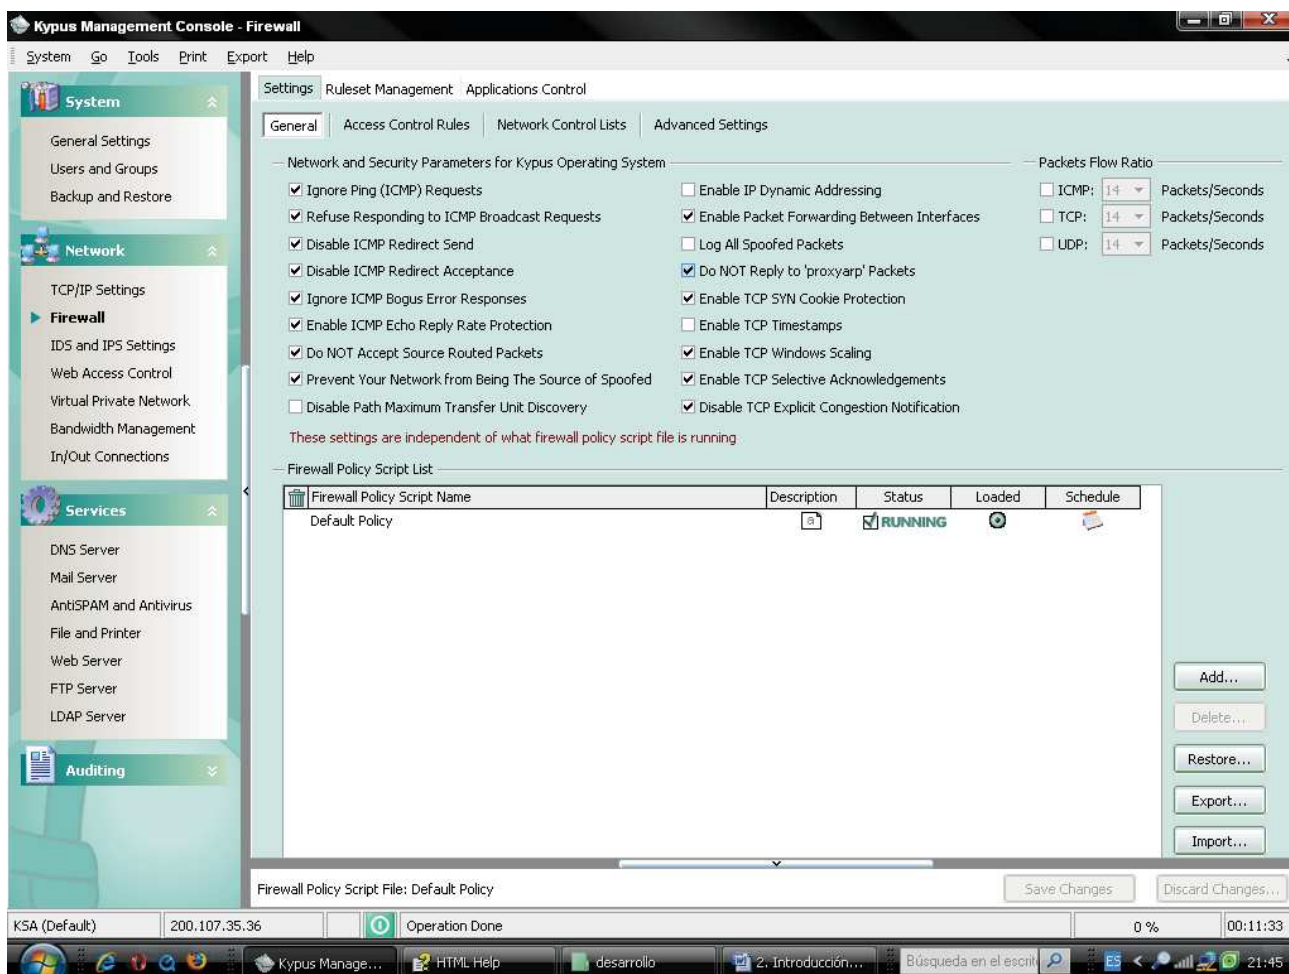 Kypus Management Console - Firewall
System Go Tools Print Export Help
System
General Settings
Users and Groups
Backup and Restore
Network
TCP/IP Settings
Firewall
IDS and IPS Settings
Web Access Control
Virtual Private Network
Bandwidth Management
In/Out Connections
Services
DNS Server
Mail Server
AntiSPAM and Antivirus
File and Printer
Web Server
FTP Server
LDAP Server
Auditing
Settings Ruleset Management Applications Control
General Access Control Rules Network Control Lists Advanced Settings
Network and Security Parameters for Kypus Operating System
Ignore Ping (ICMP) Requests
Refuse Responding to ICMP Broadcast Requests
Disable ICMP Redirect Send
Disable ICMP Redirect Acceptance
Ignore ICMP Bogus Error Responses
Enable ICMP Echo Reply Rate Protection
Do NOT Accept Source Routed Packets
Prevent Your Network from Being The Source of Spoofed
Disable Path Maximum Transfer Unit Discovery
Enable IP Dynamic Addressing
Enable Packet Forwarding Between Interfaces
Log All Spoofed Packets
Do NOT Reply to 'proxyarp' Packets
Enable TCP SYN Cookie Protection
Enable TCP Timestamps
Enable TCP Windows Scaling
Enable TCP Selective Acknowledgements
Disable TCP Explicit Congestion Notification
Packets Flow Ratio
ICMP: 14 Packets/Seconds
TCP: 14 Packets/Seconds
UDP: 14 Packets/Seconds
These settings are independent of what firewall policy script file is running
Firewall Policy Script List
Firewall Policy Script Name Description Status Loaded Schedule
Default Policy a RUNNING
Add...
Delete...
Restore...
Export...
Import...
Firewall Policy Script File: Default Policy Save Changes Discard Changes...
KSA (Default) 200.107.35.36 Operation Done 0 % 00:11:33
Kypus Manage... HTML Help desarrollo 2. Introducción... Búsqueda en el escrit ES 21:45